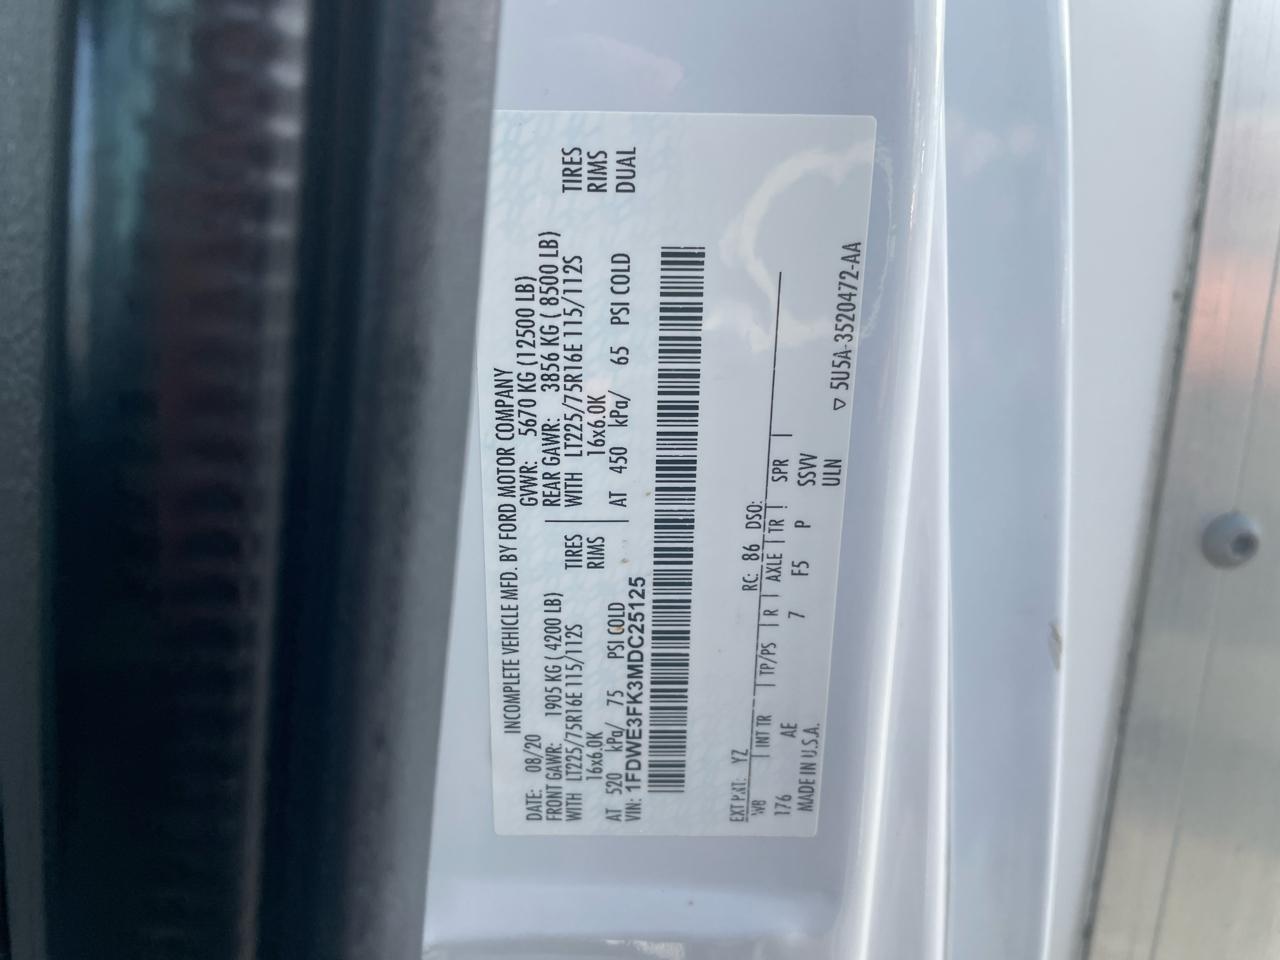 INCOMPLETE VEHICLE MFD. BY FORD MOTOR COMPANY
DATE: 08/20 GVWR: 5670 KG (12500 LB)
FRONT GAWR: 1905 KG ( 4200 LB) REAR GAWR: 3856 KG ( 8500 LB)
WITH LT225/75R16E 115/112S TIRES WITH LT225/75R16E 115/112S TIRES
16x6.0K RIMS 16x6.0K RIMS
AT 520 kPa/ 75 PSI COLD AT 450 kPa/ 65 PSI COLD DUAL
VIN: 1FDWE3FK3MDC25125
EXT PNT: YZ RC: 86 DSO:
WB INT TR TP/PS R AXLE TR SPR
176 AE 7 F5 P SSVW
MADE IN U.S.A. ULN
▽ 5U5A-3520472-AA